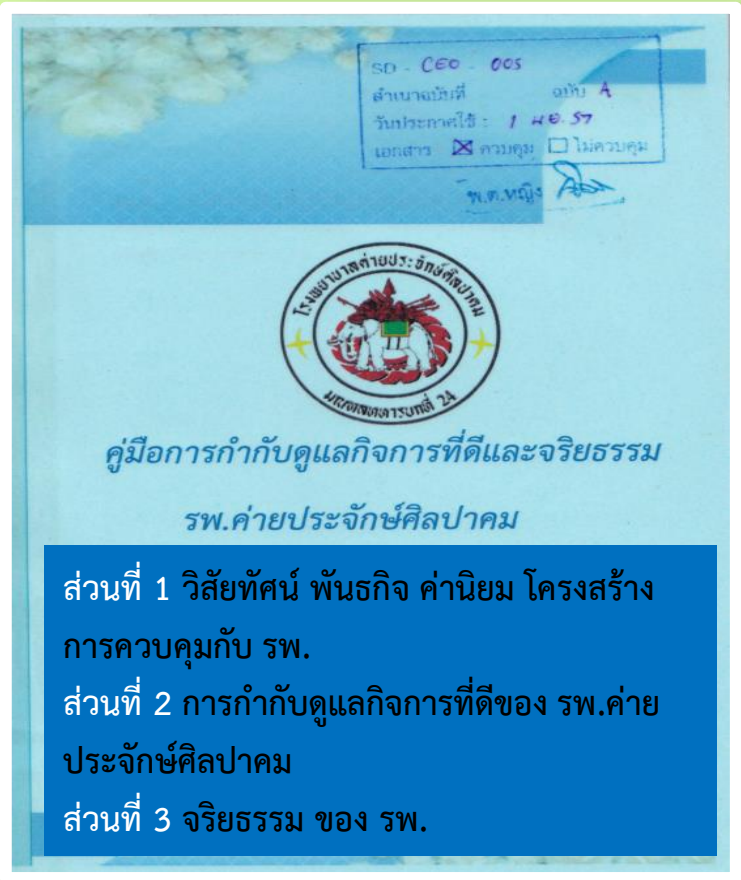 SD - CEO - 005
สำเนาฉบับที่ ฉบับ A
วันประกาศใช้ : 1 พ.ย. 57
เอกสาร ☒ ควบคุม ☐ ไม่ควบคุม
พ.ต.หญิง
โรงพยาบาลค่ายประจักษ์ศิลปาคม
มณฑลทหารบกที่ 24
คู่มือการกำกับดูแลกิจการที่ดีและจริยธรรม
รพ.ค่ายประจักษ์ศิลปาคม
ส่วนที่ 1 วิสัยทัศน์ พันธกิจ ค่านิยม โครงสร้าง
การควบคุมกับ รพ.
ส่วนที่ 2 การกำกับดูแลกิจการที่ดีของ รพ.ค่าย
ประจักษ์ศิลปาคม
ส่วนที่ 3 จริยธรรม ของ รพ.